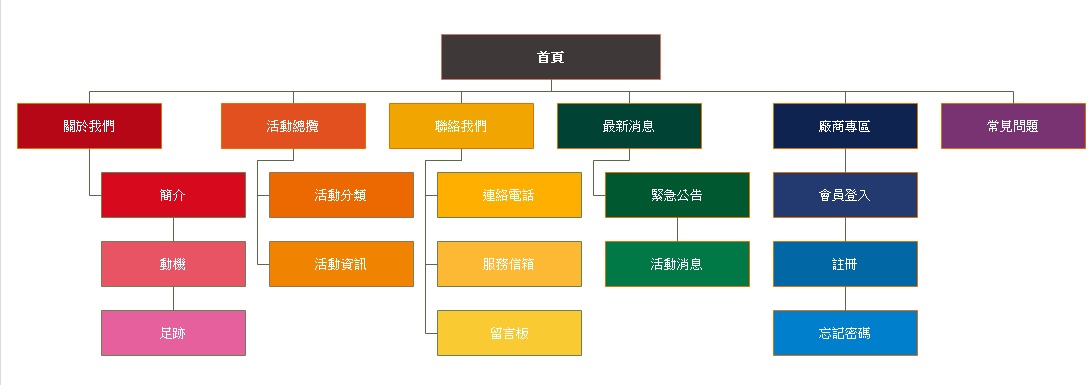 首頁
關於我們
活動總攬
聯絡我們
最新消息
廠商專區
常見問題
簡介
活動分類
連絡電話
緊急公告
會員登入
動機
活動資訊
服務信箱
活動消息
註冊
足跡
留言板
忘記密碼